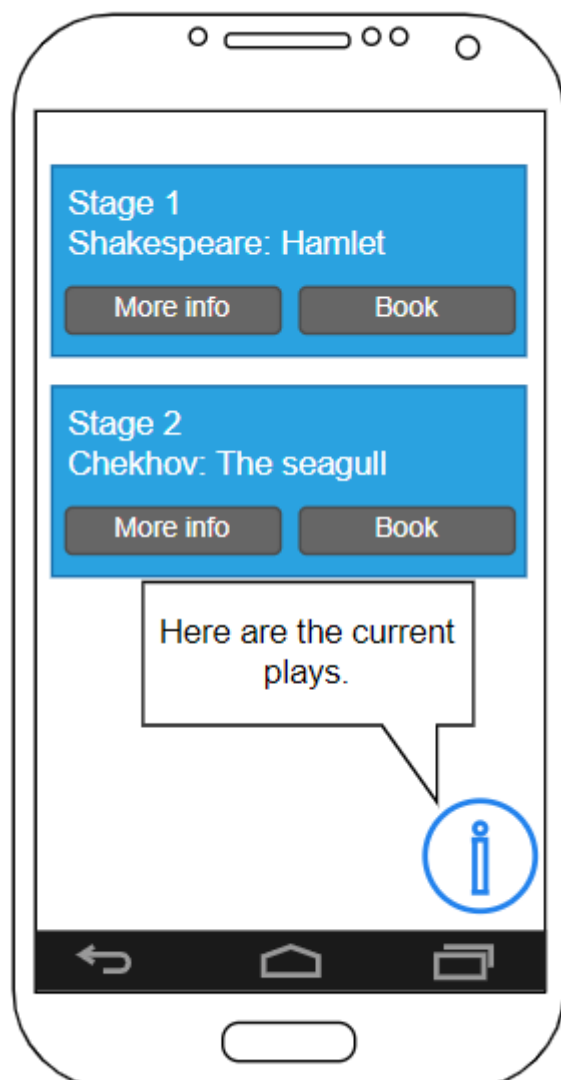 Stage 1
Shakespeare: Hamlet
More info
Book
Stage 2
Chekhov: The seagull
More info
Book
Here are the current
plays.